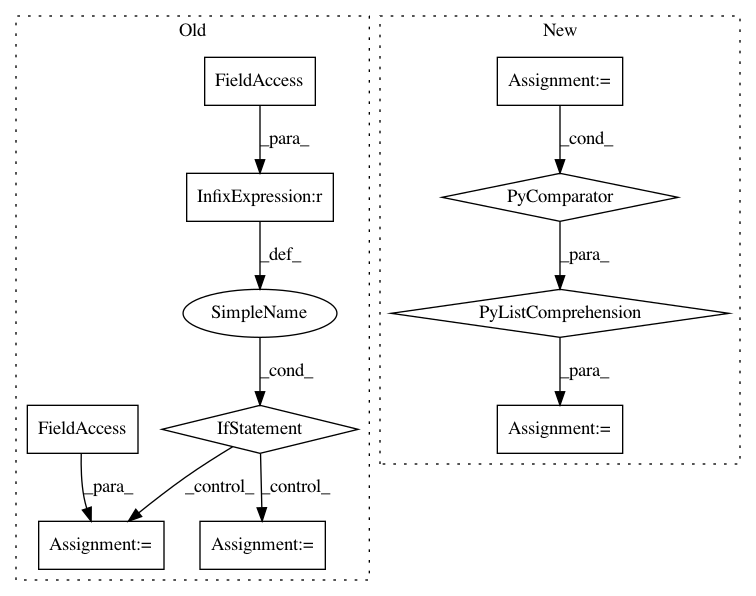 Old
New
FieldAccess
Assignment:=
_para_
_cond_
InfixExpression:r
PyComparator
_def_
_para_
SimpleName
PyListComprehension
_cond_
_para_
FieldAccess
IfStatement
Assignment:=
_para_
_control_
_control_
Assignment:=
Assignment:=